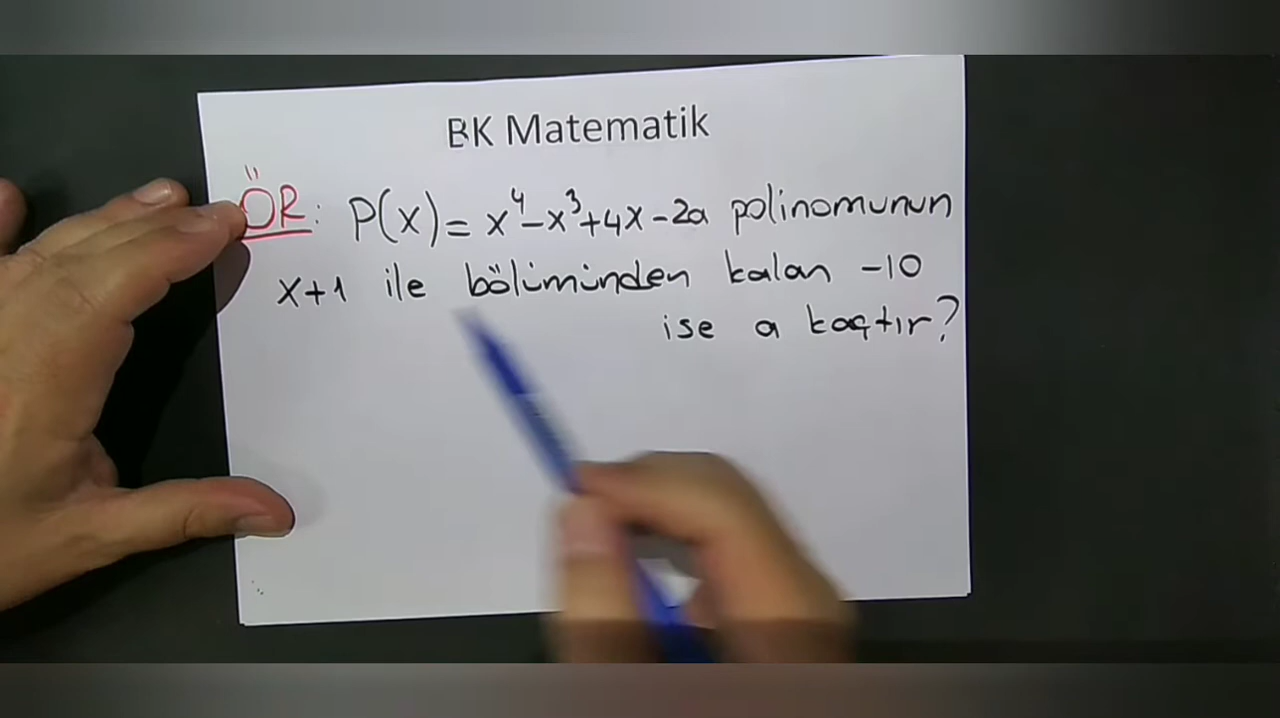 BK Matematik
ÖR: P(x) = x⁴-x³+4x-2a polinomunun
x+1 ile bölümünden kalan -10
ise a kaçtır?